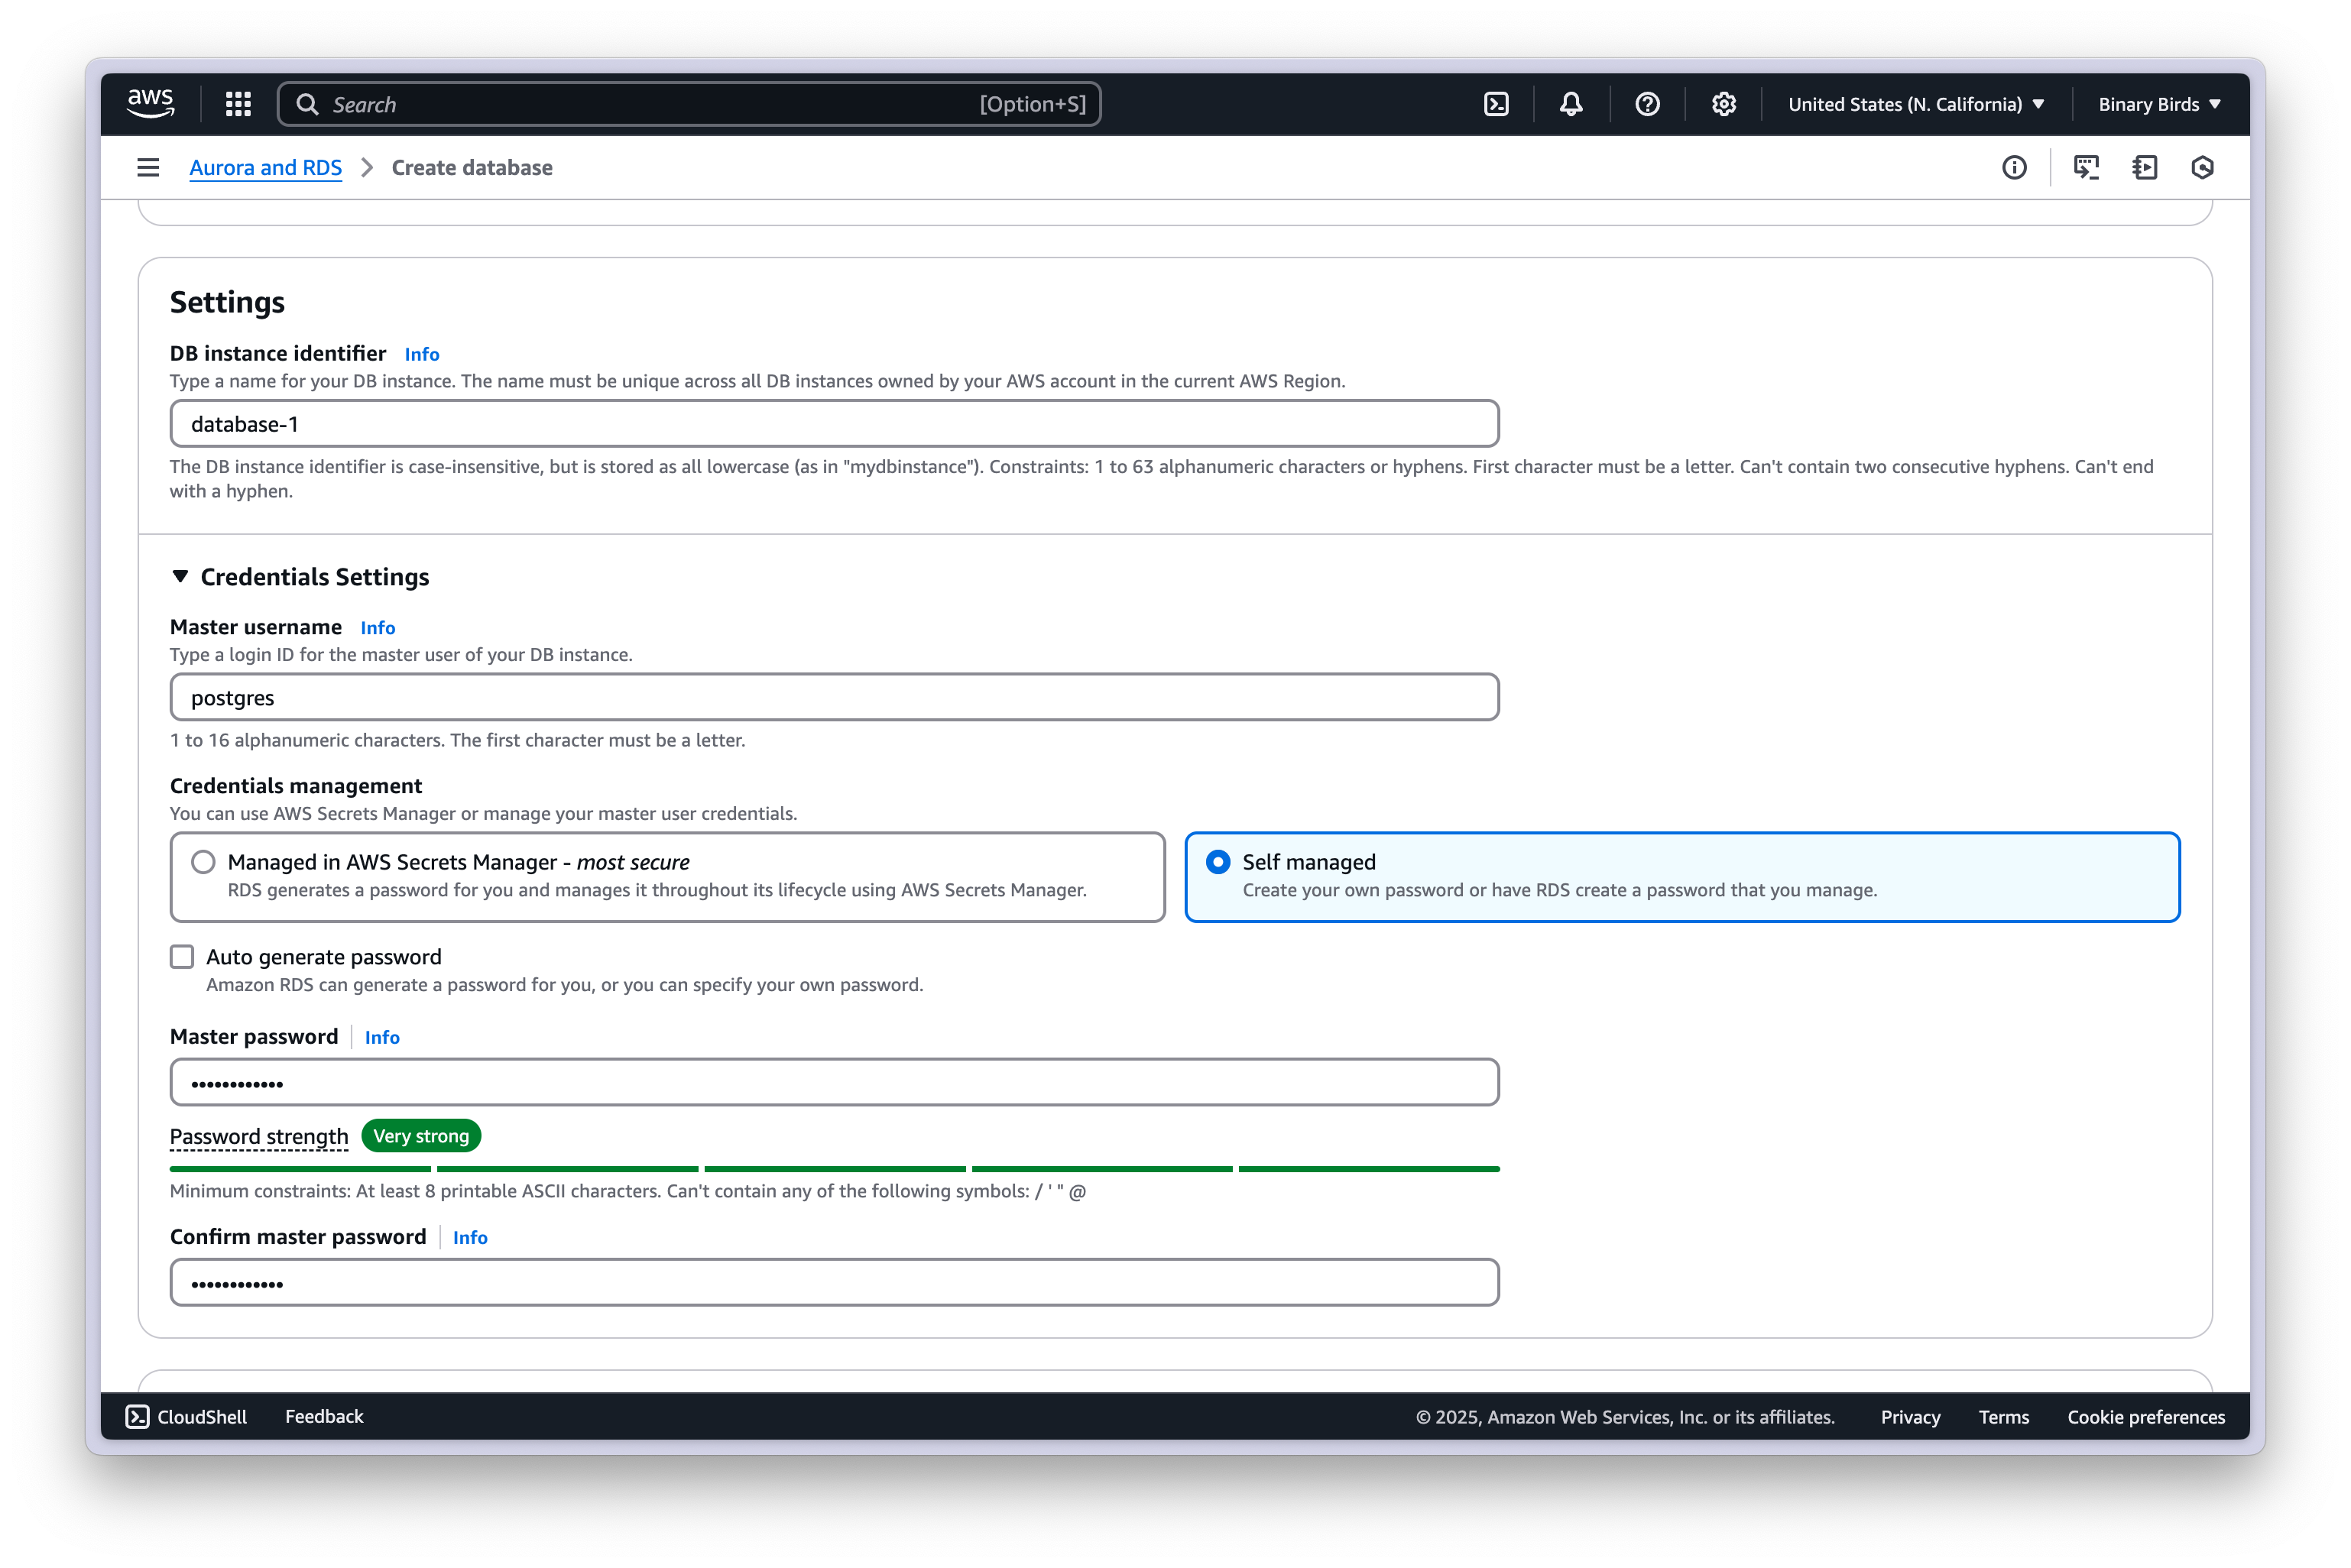 aws
Search [Option+S]
United States (N. California)
Binary Birds
Aurora and RDS
Create database
Settings
DB instance identifier Info
Type a name for your DB instance. The name must be unique across all DB instances owned by your AWS account in the current AWS Region.
database-1
The DB instance identifier is case-insensitive, but is stored as all lowercase (as in "mydbinstance"). Constraints: 1 to 63 alphanumeric characters or hyphens. First character must be a letter. Can't contain two consecutive hyphens. Can't end
with a hyphen.
Credentials Settings
Master username Info
Type a login ID for the master user of your DB instance.
postgres
1 to 16 alphanumeric characters. The first character must be a letter.
Credentials management
You can use AWS Secrets Manager or manage your master user credentials.
Managed in AWS Secrets Manager - most secure
RDS generates a password for you and manages it throughout its lifecycle using AWS Secrets Manager.
Self managed
Create your own password or have RDS create a password that you manage.
Auto generate password
Amazon RDS can generate a password for you, or you can specify your own password.
Master password Info
••••••••••••
Password strength Very strong
Minimum constraints: At least 8 printable ASCII characters. Can't contain any of the following symbols: / ' " @
Confirm master password Info
••••••••••••
CloudShell Feedback
© 2025, Amazon Web Services, Inc. or its affiliates. Privacy Terms Cookie preferences